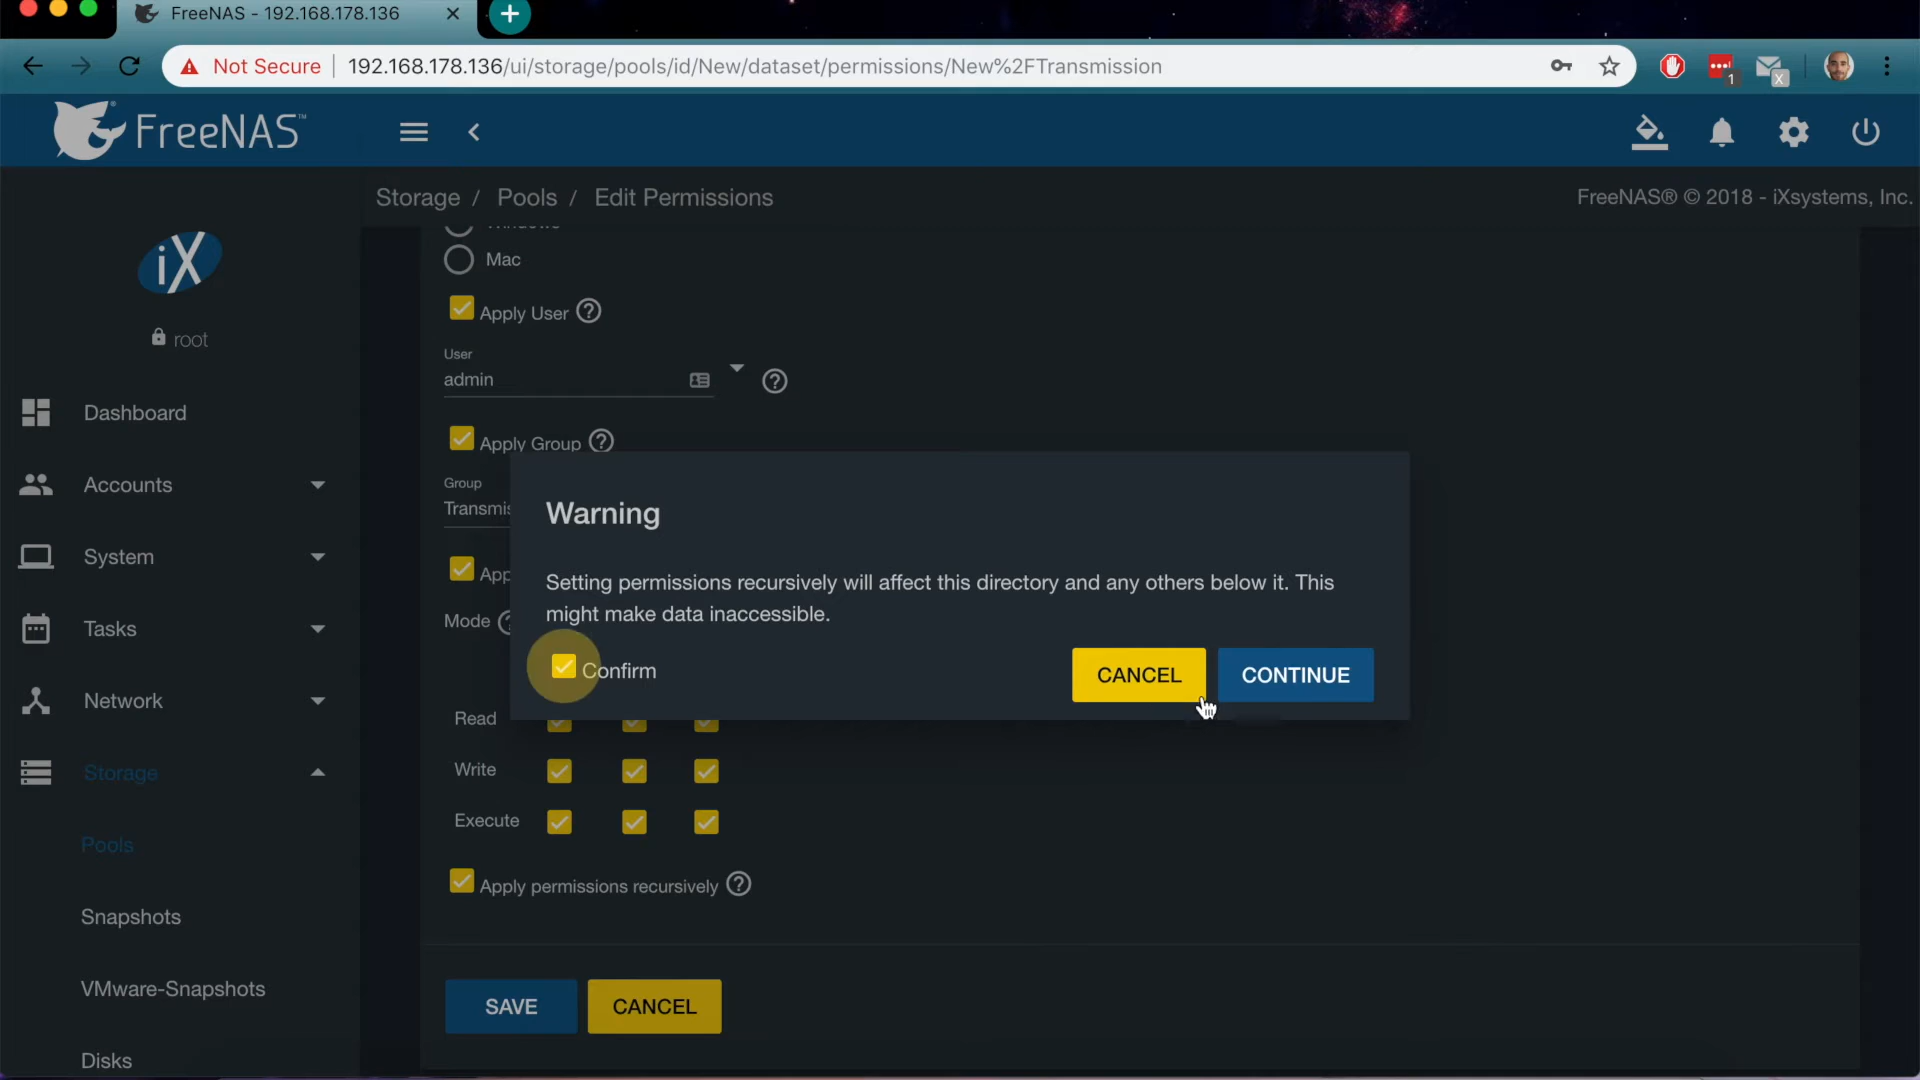 FreeNAS - 192.168.178.136
Not Secure
192.168.178.136/ui/storage/pools/id/New/dataset/permissions/New%2FTransmission
1
X
FreeNAS™
Storage / Pools / Edit Permissions
FreeNAS® © 2018 - iXsystems, Inc.
iX
root
Dashboard
Accounts
System
Tasks
Network
Storage
Pools
Snapshots
VMware-Snapshots
Disks
Mac
Apply User
User
admin
Apply Group
Group
Transmis
App
Mode
Warning
Setting permissions recursively will affect this directory and any others below it. This
might make data inaccessible.
Confirm
CANCEL
CONTINUE
Read
Write
Execute
Apply permissions recursively
SAVE
CANCEL